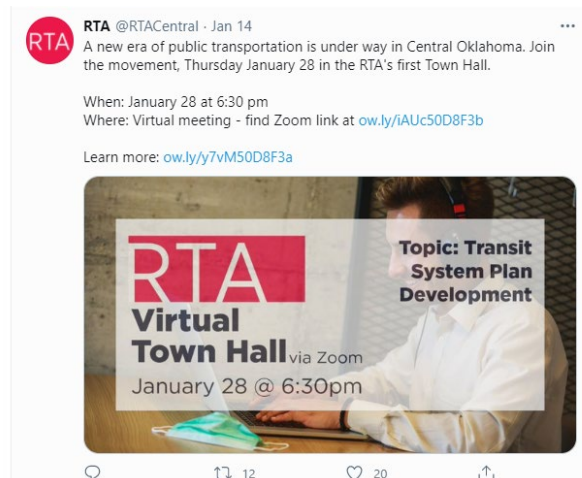 RTA
RTA @RTACentral · Jan 14
A new era of public transportation is under way in Central Oklahoma. Join
the movement, Thursday January 28 in the RTA's first Town Hall.
When: January 28 at 6:30 pm
Where: Virtual meeting - find Zoom link at ow.ly/iAUc50D8F3b
Learn more: ow.ly/y7vM50D8F3a
RTA
Virtual
Town Hall via Zoom
January 28 @ 6:30pm
Topic: Transit
System Plan
Development
12
20